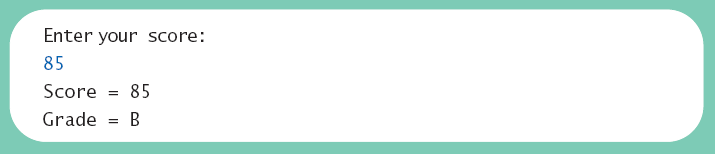 Enter your score:
85
Score = 85
Grade = B